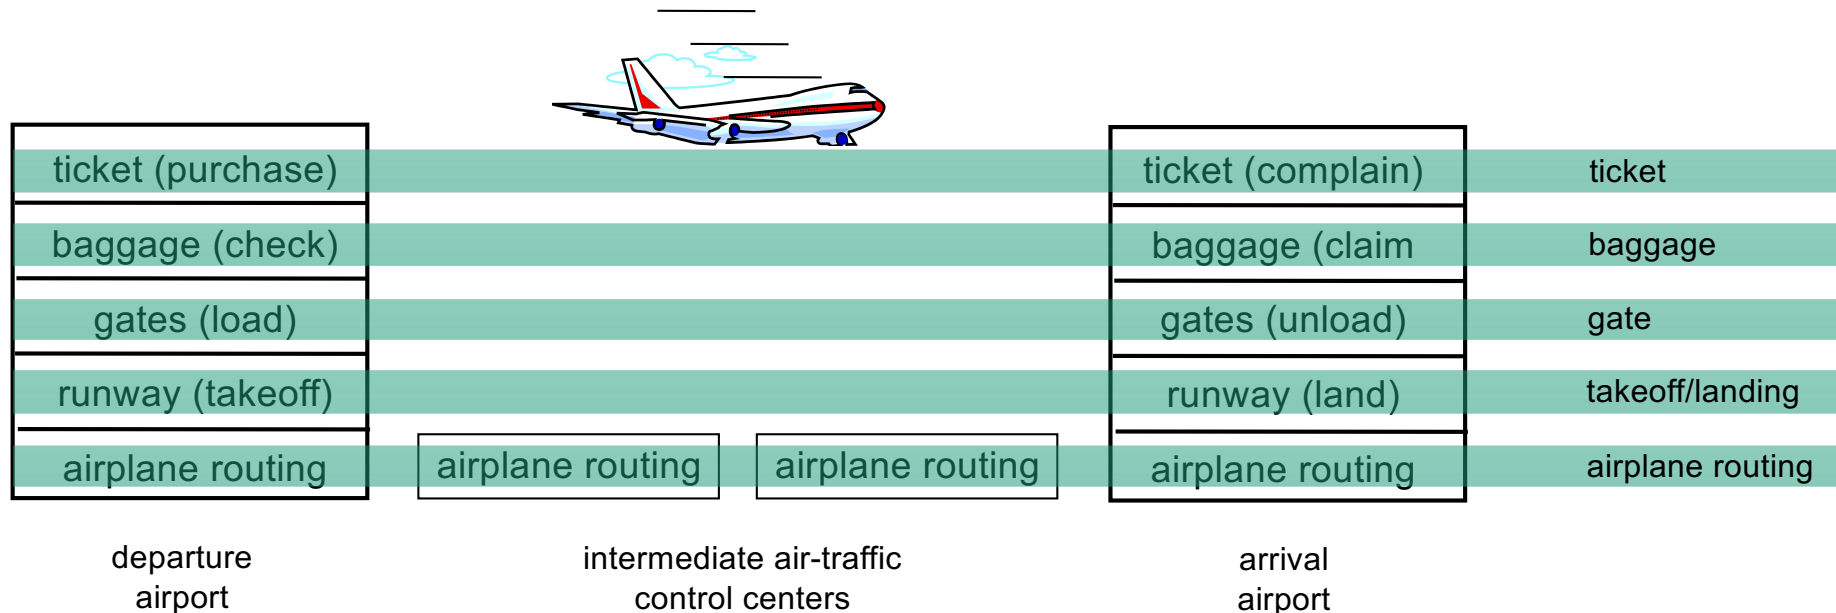 ticket (purchase) ticket (complain) ticket
baggage (check) baggage (claim baggage
gates (load) gates (unload) gate
runway (takeoff) runway (land) takeoff/landing
airplane routing airplane routing airplane routing airplane routing airplane routing
departure intermediate air-traffic arrival
airport control centers airport